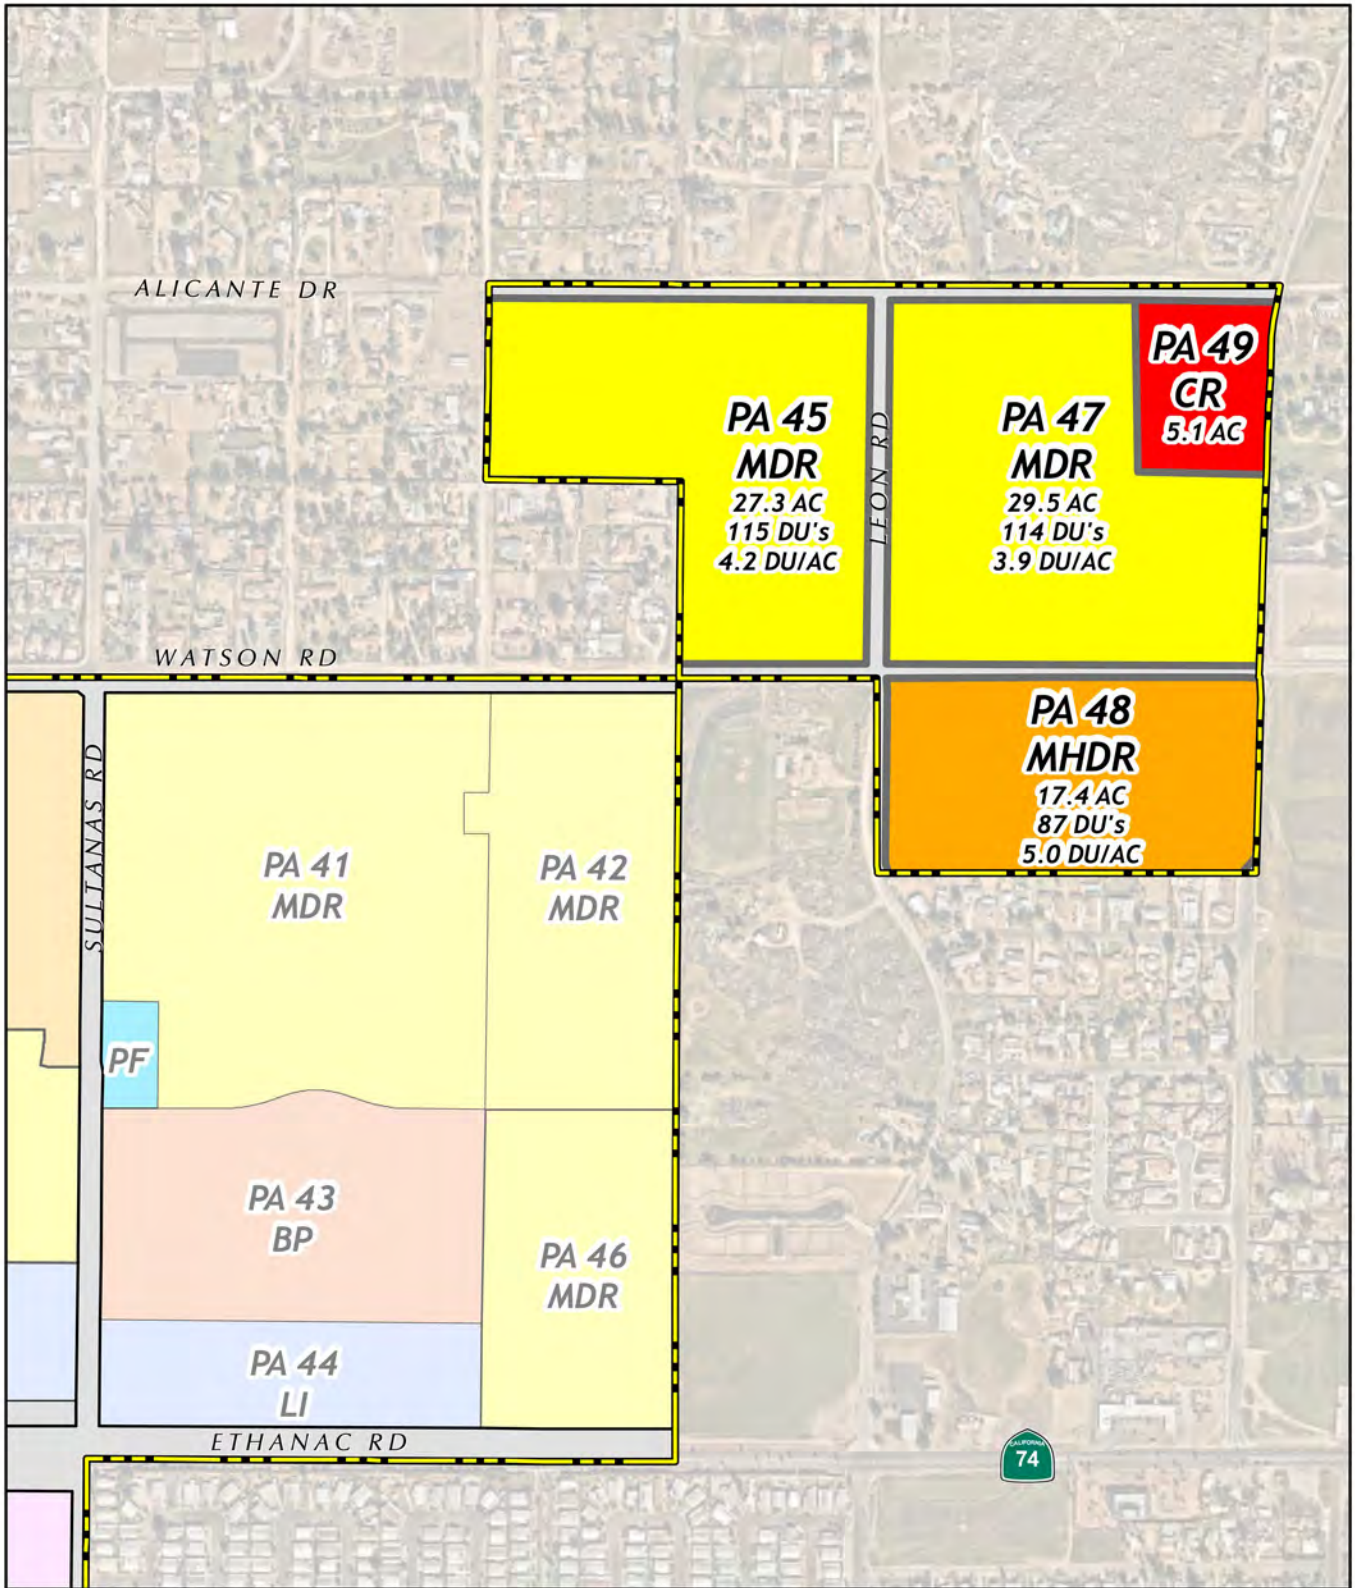 ALICANTE DR
PA 49
CR
5.1 AC
PA 45
MDR
27.3 AC
115 DU's
4.2 DU/AC
LEON RD
PA 47
MDR
29.5 AC
114 DU's
3.9 DU/AC
WATSON RD
PA 48
MHDR
17.4 AC
87 DU's
5.0 DU/AC
SULTANAS RD
PA 41
MDR
PA 42
MDR
PF
PA 43
BP
PA 46
MDR
PA 44
LI
ETHANAC RD
CALIFORNIA
74